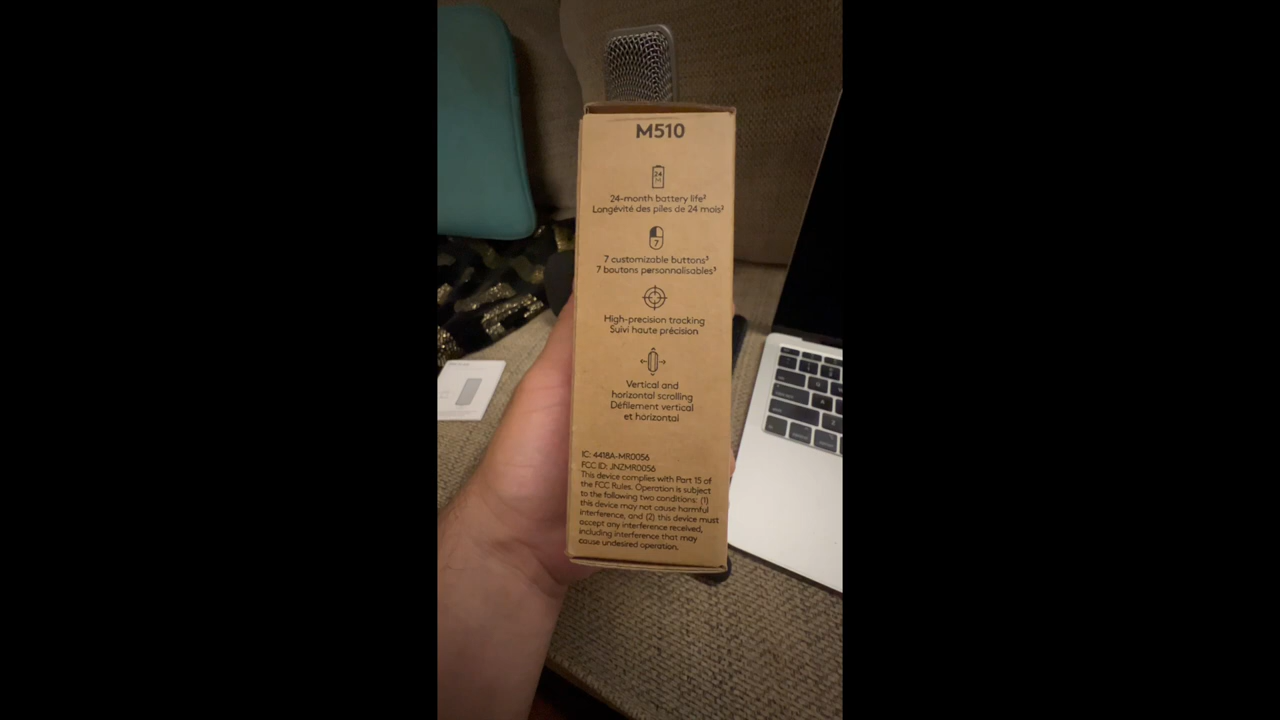 M510
24
24-month battery life²
Longévité des piles de 24 mois²
7
7 customizable buttons³
7 boutons personnalisables³
High-precision tracking
Suivi haute précision
Vertical and
horizontal scrolling
Défilement vertical
et horizontal
IC: 4418A-MR0056
FCC ID: JNZMR0056
This device complies with Part 15 of
the FCC Rules. Operation is subject
to the following two conditions: (1)
this device may not cause harmful
interference, and (2) this device must
accept any interference received,
including interference that may
cause undesired operation.